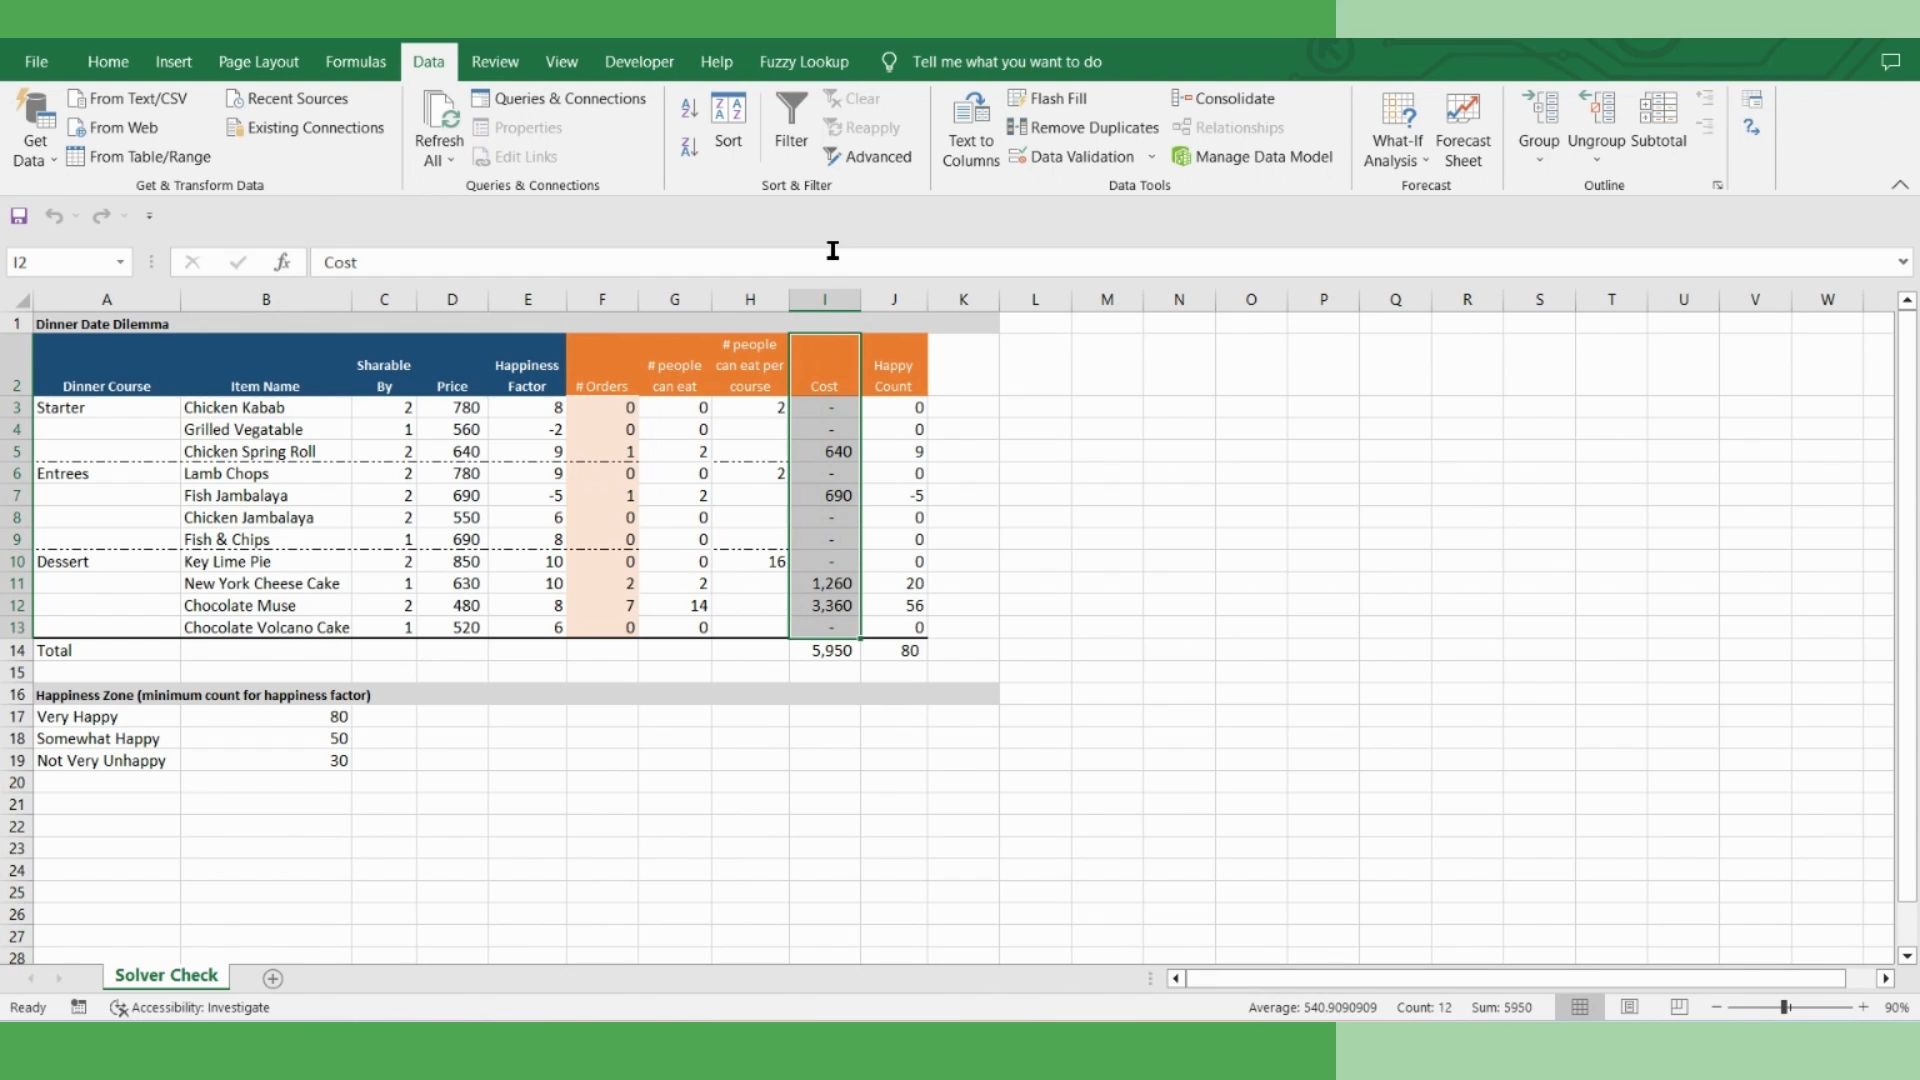 File Home Insert Page Layout Formulas Data Review View Developer Help Fuzzy Lookup Tell me what you want to do
From Text/CSV Recent Sources Queries & Connections Clear Flash Fill Consolidate
From Web Existing Connections Properties Reapply Remove Duplicates Relationships
Get Data From Table/Range Refresh All Edit Links Sort Filter Advanced Text to Columns Data Validation Manage Data Model What-If Analysis Forecast Sheet Group Ungroup Subtotal
Get & Transform Data Queries & Connections Sort & Filter Data Tools Forecast Outline
I2 fx Cost
A B C D E F G H I J K L M N O P Q R S T U V W
1 Dinner Date Dilemma
2 Dinner Course Item Name Sharable By Price Happiness Factor # Orders # people can eat # people can eat per course Cost Happy Count
3 Starter Chicken Kabab 2 780 8 0 0 2 - 0
4 Grilled Vegatable 1 560 -2 0 0 - 0
5 Chicken Spring Roll 2 640 9 1 2 640 9
6 Entrees Lamb Chops 2 780 9 0 0 2 - 0
7 Fish Jambalaya 2 690 -5 1 2 690 -5
8 Chicken Jambalaya 2 550 6 0 0 - 0
9 Fish & Chips 1 690 8 0 0 - 0
10 Dessert Key Lime Pie 2 850 10 0 0 16 - 0
11 New York Cheese Cake 1 630 10 2 2 1,260 20
12 Chocolate Muse 2 480 8 7 14 3,360 56
13 Chocolate Volcano Cake 1 520 6 0 0 - 0
14 Total 5,950 80
15
16 Happiness Zone (minimum count for happiness factor)
17 Very Happy 80
18 Somewhat Happy 50
19 Not Very Unhappy 30
20
21
22
23
24
25
26
27
28
Solver Check
Ready Accessibility: Investigate Average: 540.9090909 Count: 12 Sum: 5950 90%